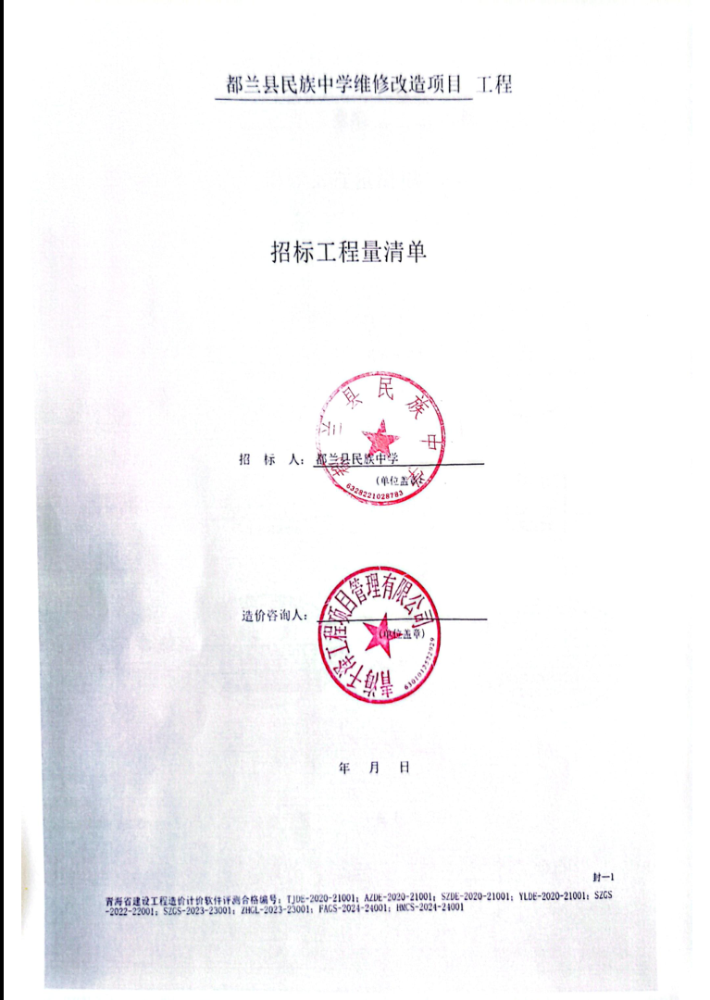 都兰县民族中学维修改造项目 工程
招标工程量清单
都兰县民族中学
6328221028783
招 标 人: 都兰县民族中学
(单位盖章)
青海千泽工程项目管理有限公司
造价咨询人:
(单位盖章)
年 月 日
封—1
青海省建设工程造价计价软件评测合格编号: TJDE-2020-21001; AZDE-2020-21001; SZDE-2020-21001; YLDE-2020-21001; SZGS
-2022-22001; SZGS-2023-23001; ZHGL-2023-23001; FAGS-2024-24001; HMCS-2024-24001